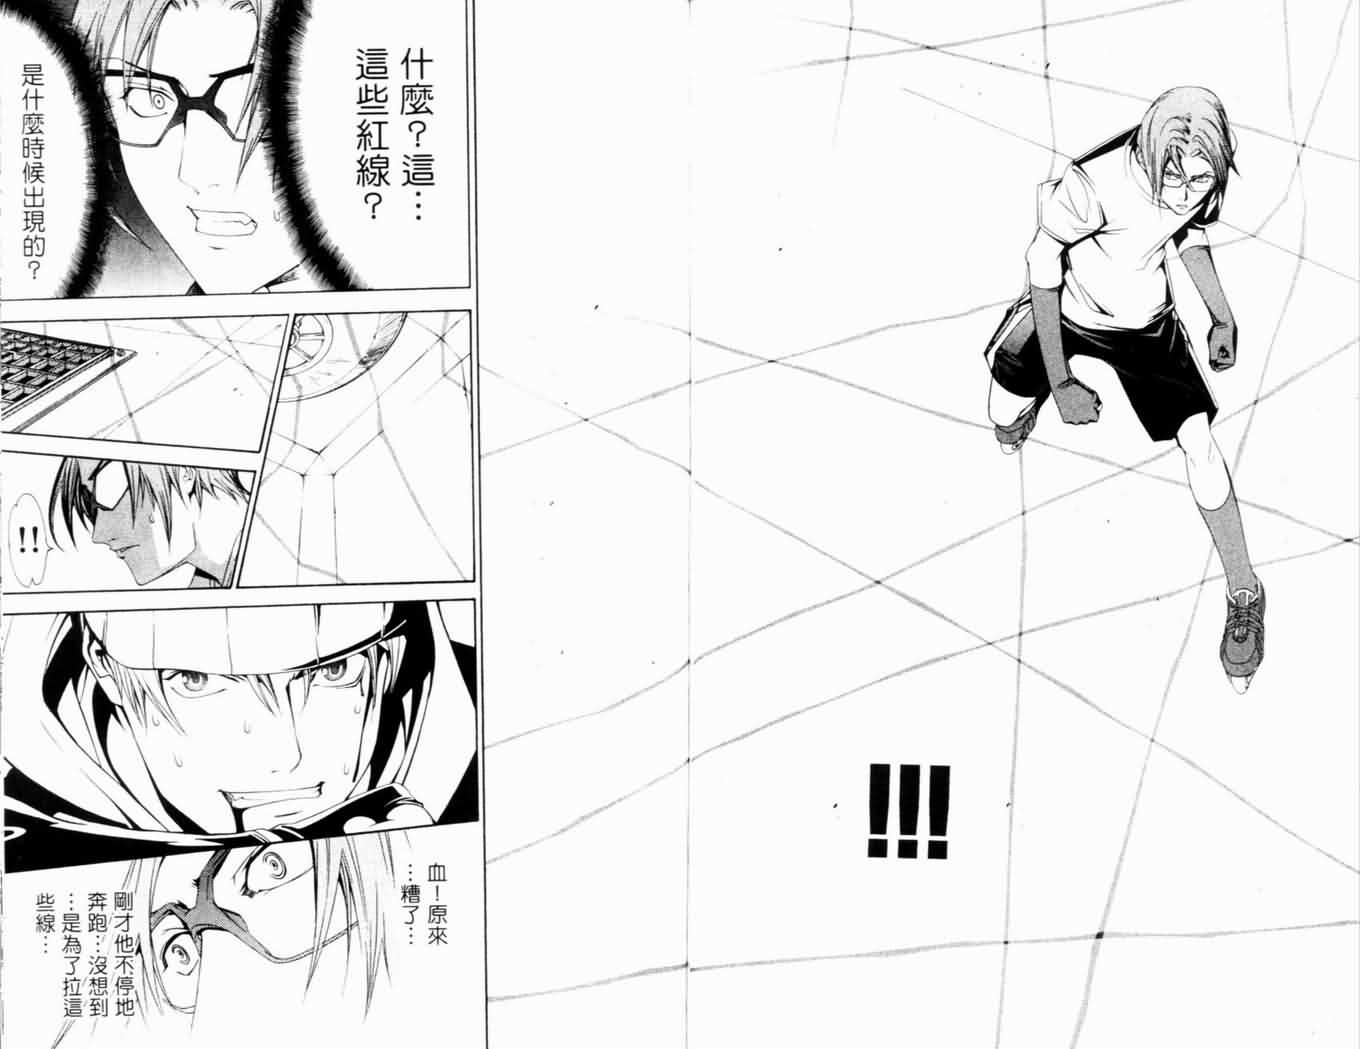 !!!
什麼？這…
這些紅線？
是什麼時候出現的？
!!
血！原來
…糟了…
剛才他不停地
奔跑…沒想到
…是為了拉這
些線…